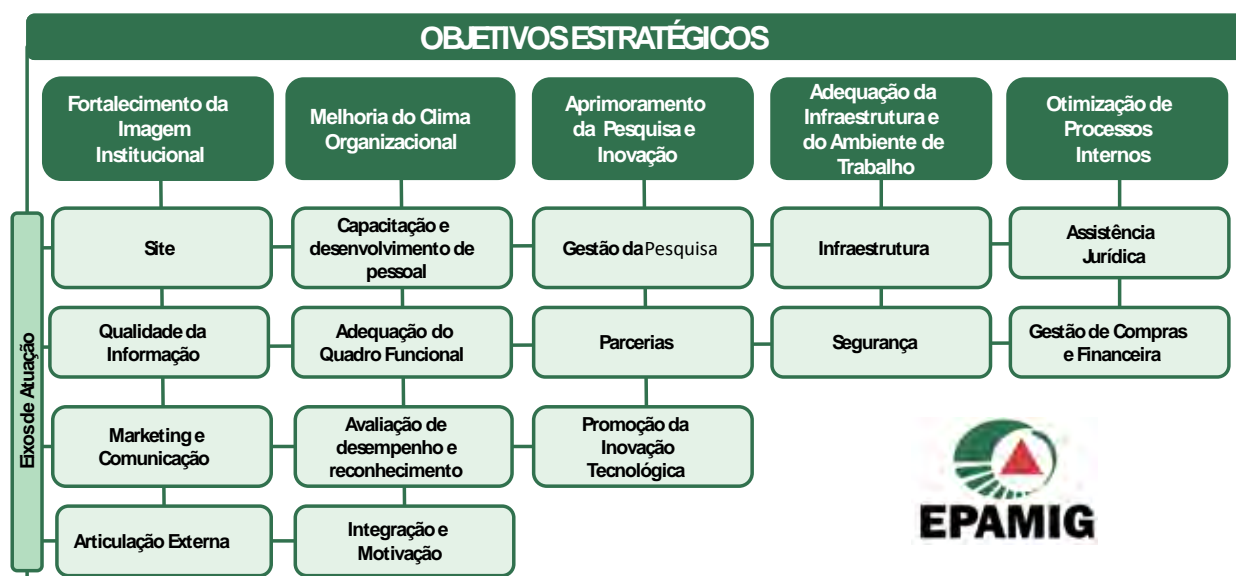 OBJETIVOS ESTRATÉGICOS
Fortalecimento da
Imagem
Institucional
Melhoria do Clima
Organizacional
Aprimoramento
da Pesquisa e
Inovação
Adequação da
Infraestrutura e
do Ambiente de
Trabalho
Otimização de
Processos
Internos
Eixos de Atuação
Site
Capacitação e
desenvolvimento de
pessoal
Gestão da Pesquisa
Infraestrutura
Assistência
Jurídica
Qualidade da
Informação
Adequação do
Quadro Funcional
Parcerias
Segurança
Gestão de Compras
e Financeira
Marketing e
Comunicação
Avaliação de
desempenho e
reconhecimento
Promoção da
Inovação
Tecnológica
Articulação Externa
Integração e
Motivação
EPAMIG